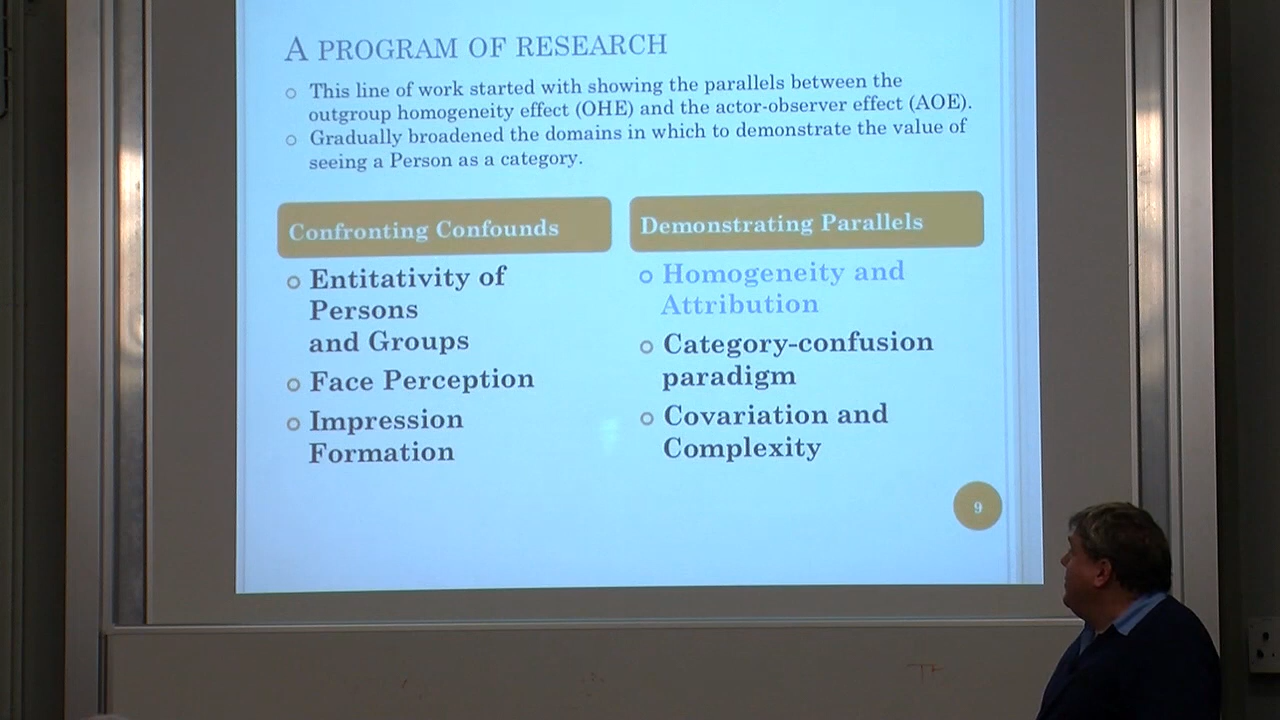 A PROGRAM OF RESEARCH
This line of work started with showing the parallels between the
outgroup homogeneity effect (OHE) and the actor-observer effect (AOE).
Gradually broadened the domains in which to demonstrate the value of
seeing a Person as a category.
Confronting Confounds
Entitativity of
Persons
and Groups
Face Perception
Impression
Formation
Demonstrating Parallels
Homogeneity and
Attribution
Category-confusion
paradigm
Covariation and
Complexity
9